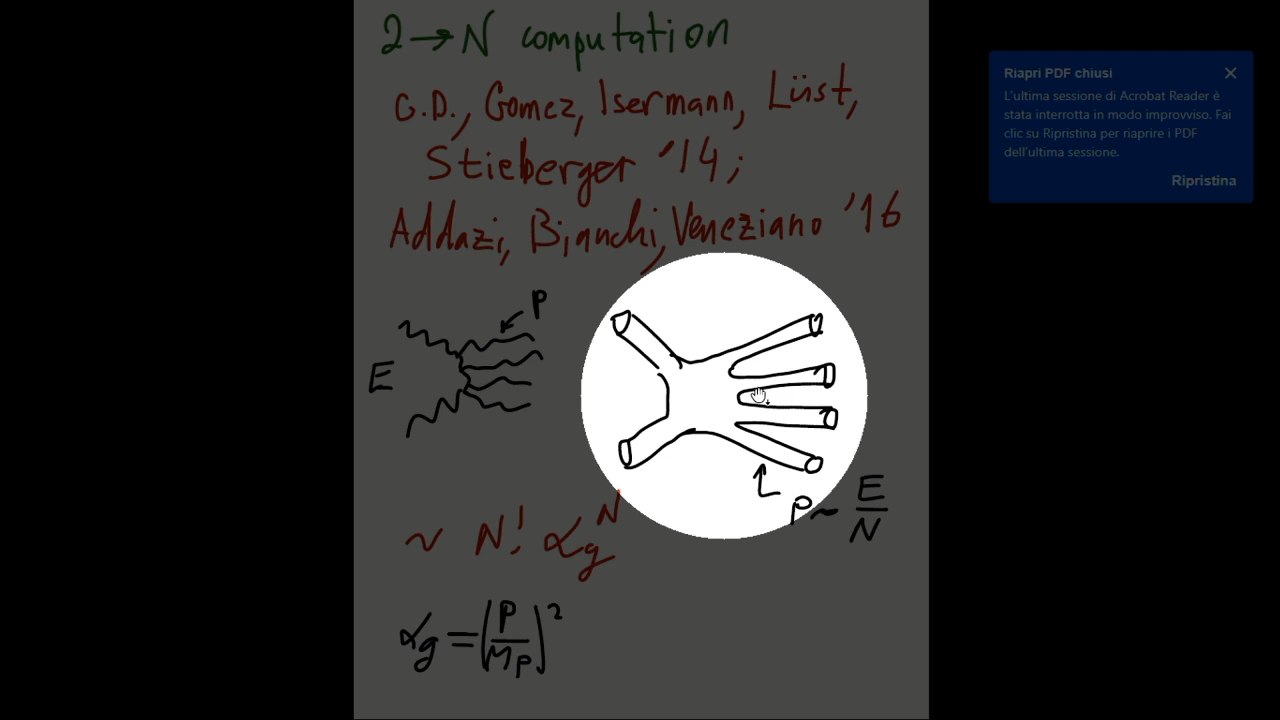 2 → N computation
G.D., Gomez, Isermann, Lüst,
Stieberger '14;
Addazi, Bianchi, Veneziano '16
P
E
P ~ E/N
~ N! α_g^N
α_g = (P/M_P)^2
Riapri PDF chiusi
L'ultima sessione di Acrobat Reader è
stata interrotta in modo improvviso. Fai
clic su Ripristina per riaprire i PDF
dell'ultima sessione.
Ripristina